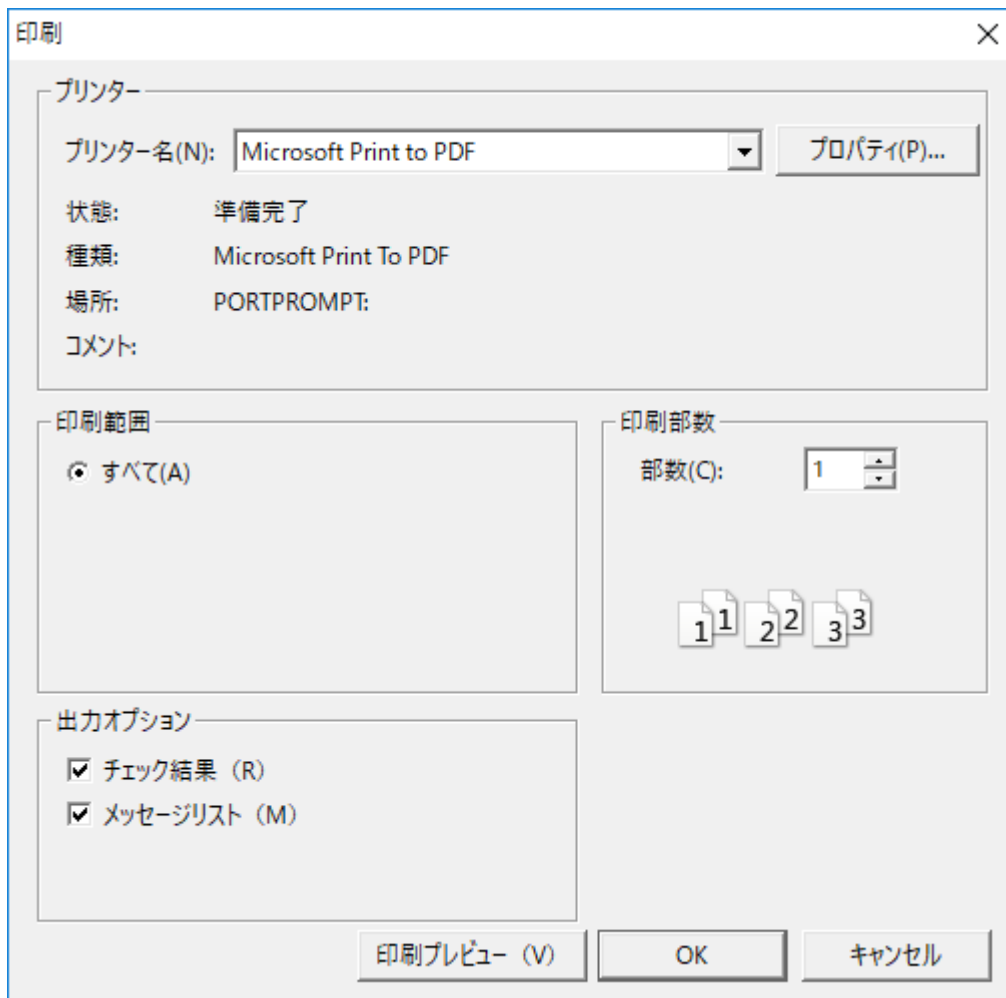 印刷
プリンター
プリンター名(N): Microsoft Print to PDF プロパティ(P)...
状態: 準備完了
種類: Microsoft Print To PDF
場所: PORTPROMPT:
コメント:
印刷範囲
すべて(A)
印刷部数
部数(C): 1
1 1 2 2 3 3
出力オプション
チェック結果（R）
メッセージリスト（M）
印刷プレビュー（V） OK キャンセル